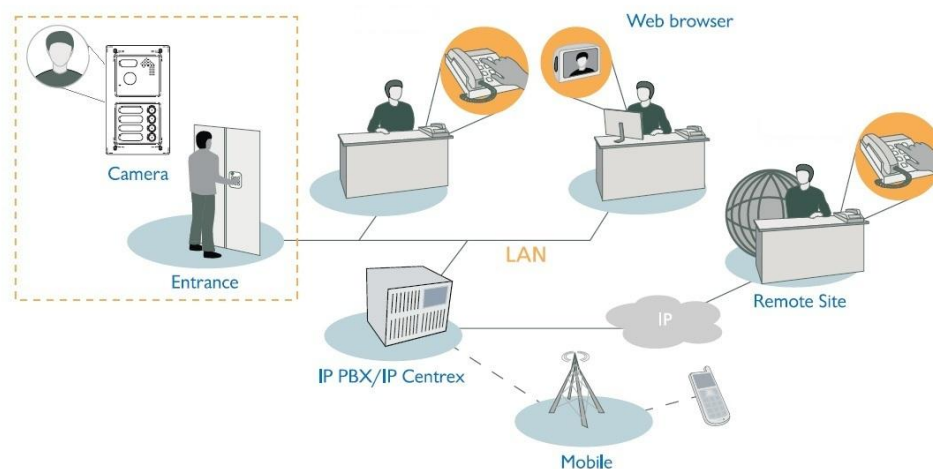 Web browser
Camera
LAN
Entrance
Remote Site
IP
IP PBX/IP Centrex
Mobile